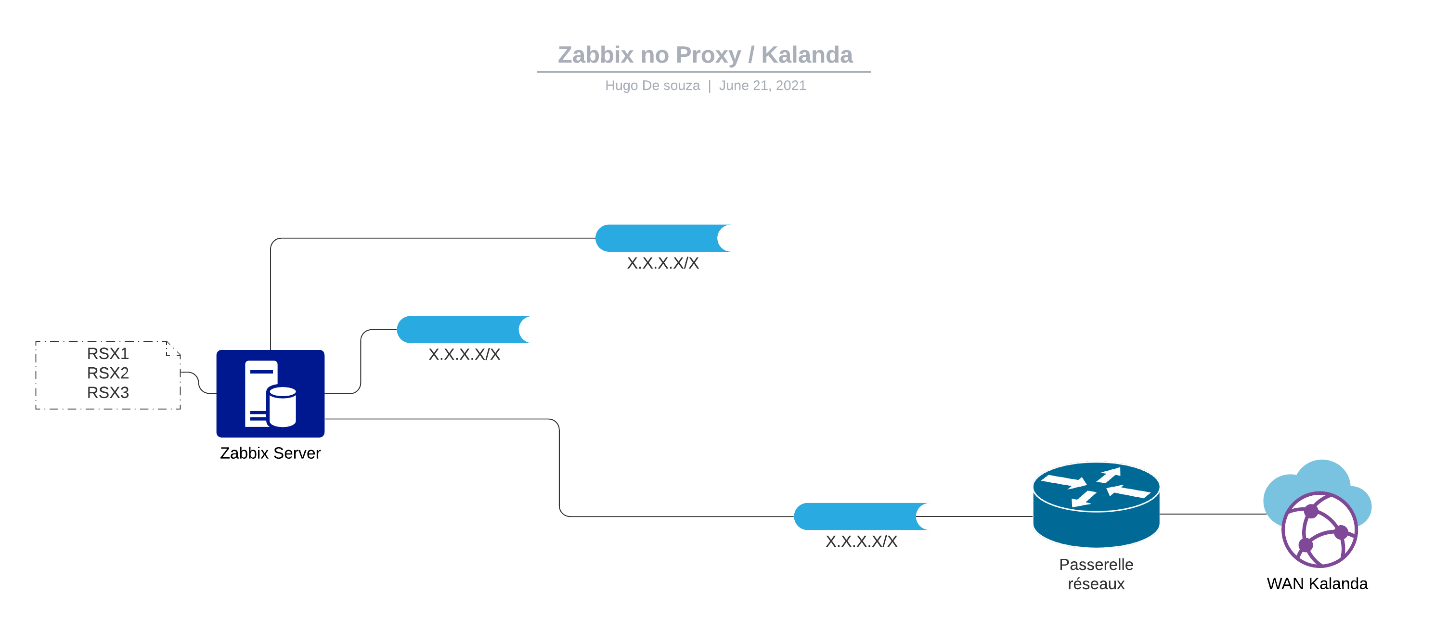 Zabbix no Proxy / Kalanda
Hugo De souza | June 21, 2021
X.X.X.X/X
X.X.X.X/X
RSX1
RSX2
RSX3
Zabbix Server
X.X.X.X/X
Passerelle
réseaux
WAN Kalanda